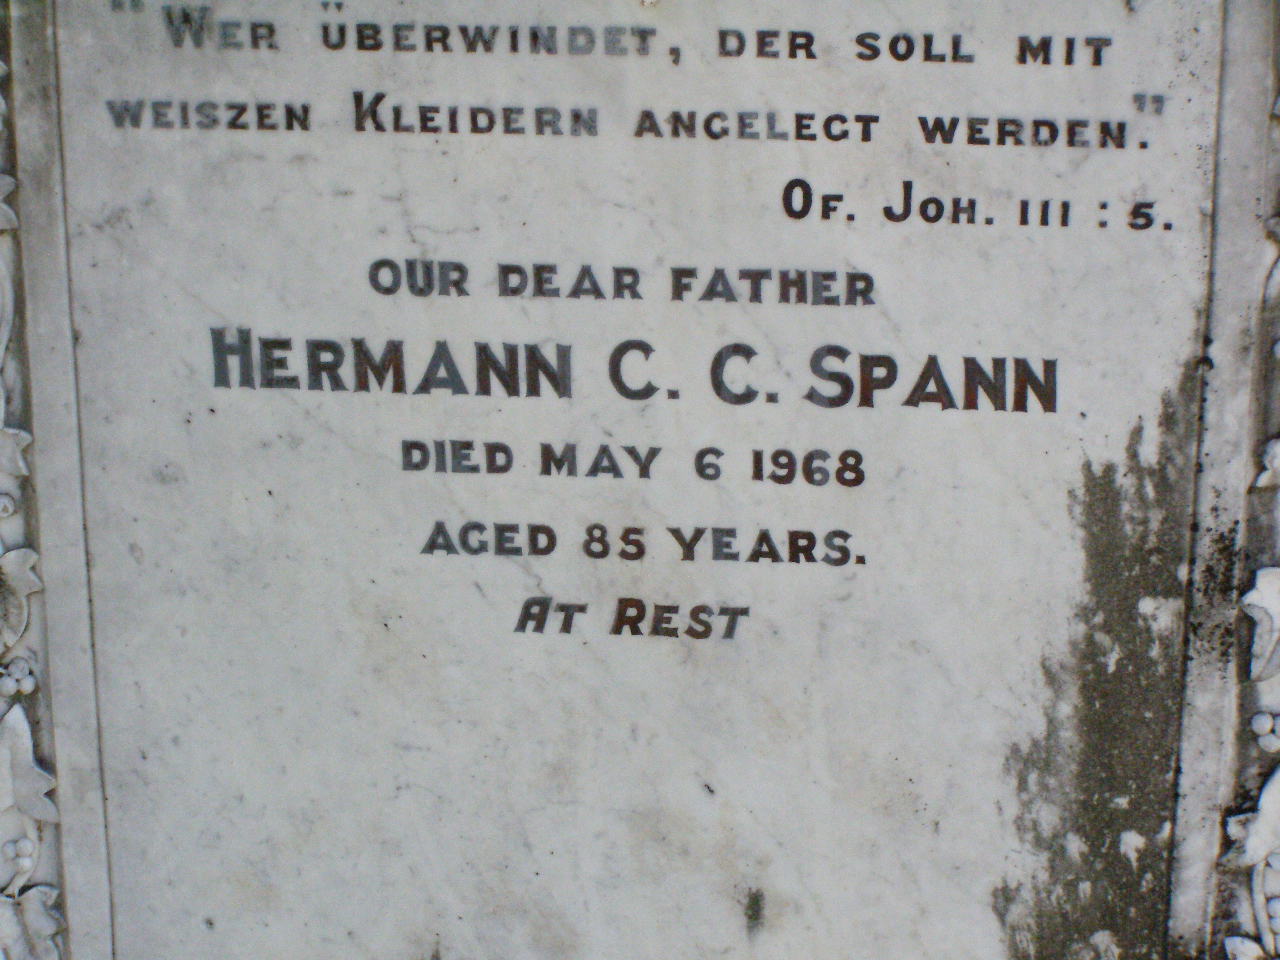 "WER ÜBERWINDET, DER SOLL MIT
WEISZEN KLEIDERN ANGELECT WERDEN."
OF. JOH. III : 5.
OUR DEAR FATHER
HERMANN C. C. SPANN
DIED MAY 6 1968
AGED 85 YEARS.
AT REST